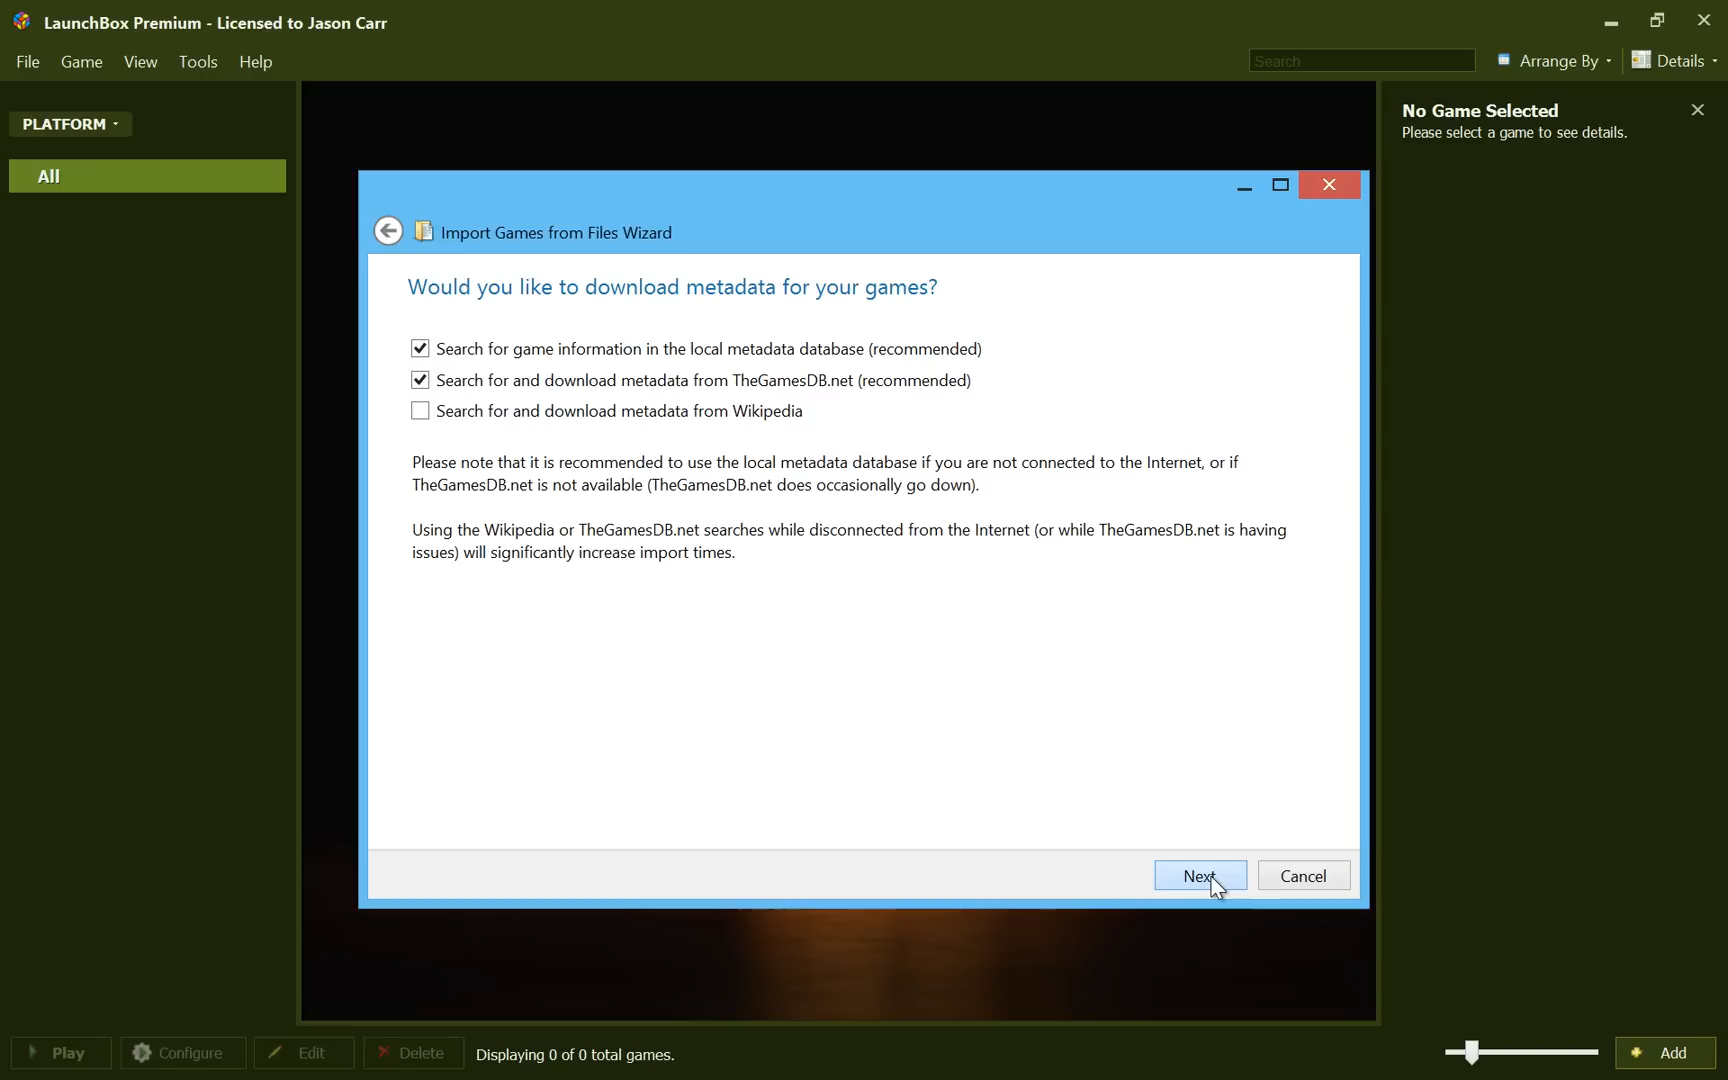 LaunchBox Premium - Licensed to Jason Carr
File Game View Tools Help
Search
Arrange By
Details
PLATFORM
All
No Game Selected
Please select a game to see details.
Import Games from Files Wizard
Would you like to download metadata for your games?
Search for game information in the local metadata database (recommended)
Search for and download metadata from TheGamesDB.net (recommended)
Search for and download metadata from Wikipedia
Please note that it is recommended to use the local metadata database if you are not connected to the Internet, or if
TheGamesDB.net is not available (TheGamesDB.net does occasionally go down).
Using the Wikipedia or TheGamesDB.net searches while disconnected from the Internet (or while TheGamesDB.net is having
issues) will significantly increase import times.
Next
Cancel
Play
Configure
Edit
Delete
Displaying 0 of 0 total games.
Add